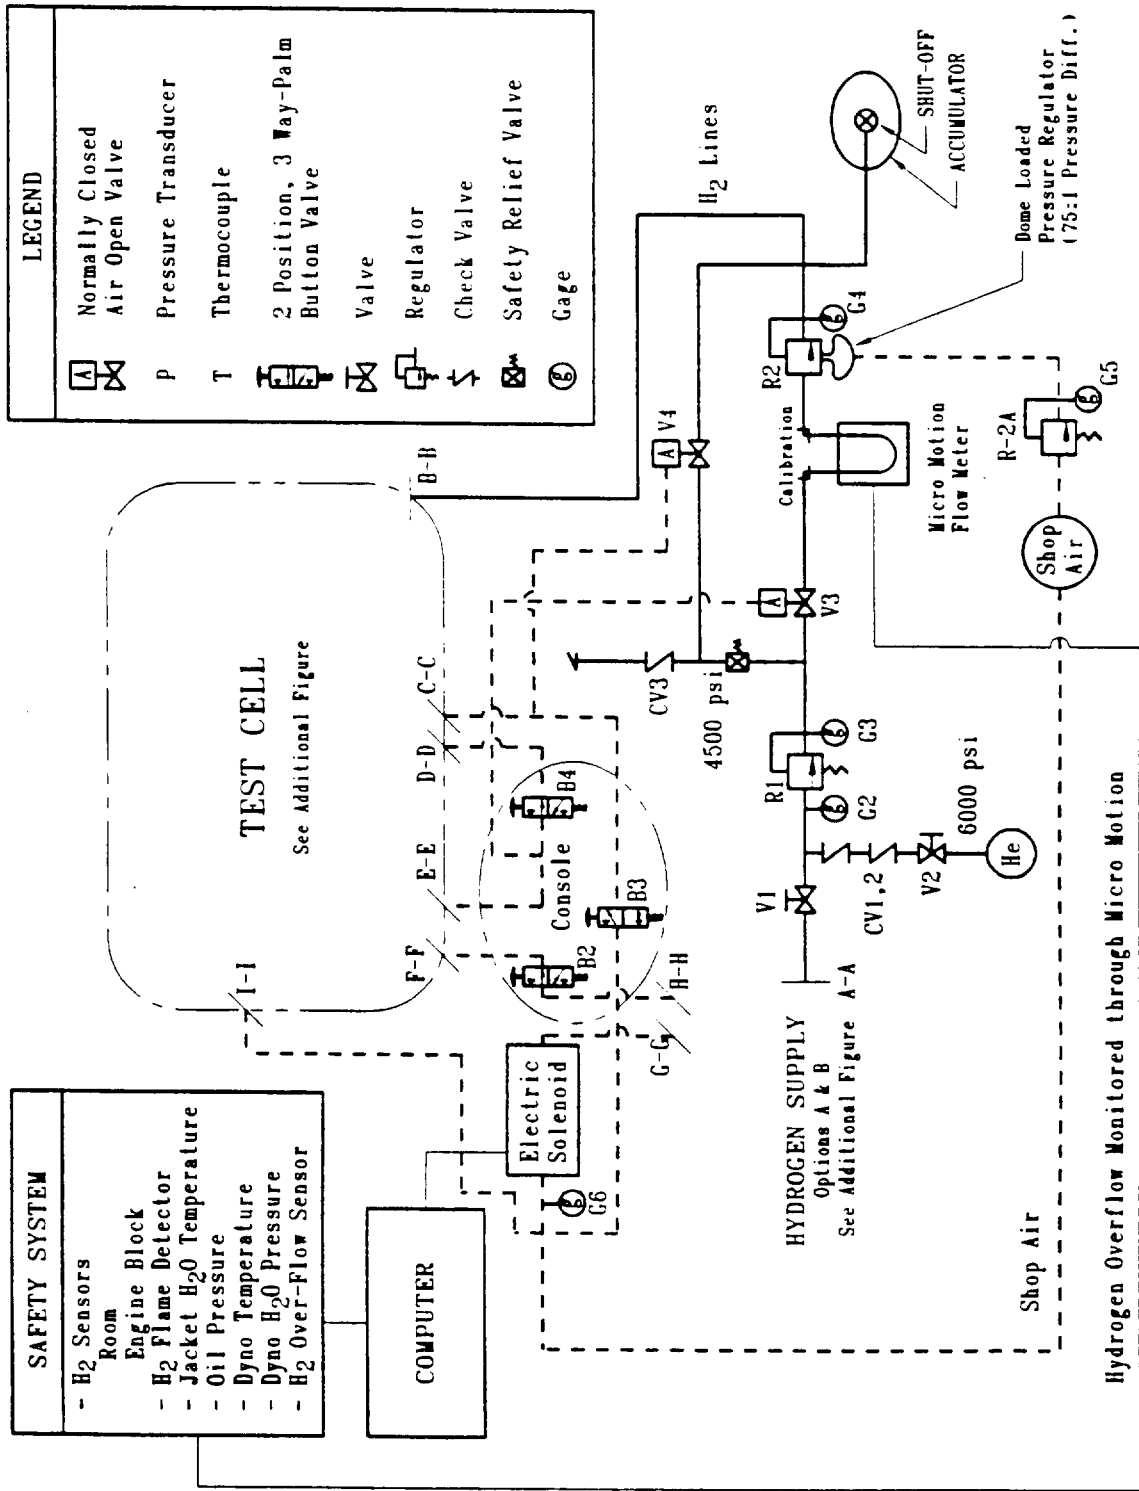 LEGEND
A
Normally Closed
Air Open Valve
P
Pressure Transducer
T
Thermocouple
2 Position, 3 Way-Palm
Button Valve
Valve
Regulator
Check Valve
Safety Relief Valve
g
Gage
SAFETY SYSTEM
- H2 Sensors
Room
Engine Block
- H2 Flame Detector
- Jacket H2O Temperature
- Oil Pressure
- Dyno Temperature
- Dyno H2O Pressure
- H2 Over-Flow Sensor
COMPUTER
Electric
Solenoid
G6
TEST CELL
See Additional Figure
I-I
F-F
E-E
D-D
C-C
B-B
Console
B2
B3
B4
G-G
H-H
A
V4
A
V3
H2 Lines
SHUT-OFF
ACCUMULATOR
CV3
4500 psi
Calibration
R2
G4
Dome Loaded
Pressure Regulator
(75:1 Pressure Diff.)
HYDROGEN SUPPLY
Options A & B
See Additional Figure
A-A
V1
G2
R1
G3
CV1,2
V2
6000 psi
He
Micro Motion
Flow Meter
Shop
Air
R-2A
G5
Shop Air
Hydrogen Overflow Monitored through Micro Motion